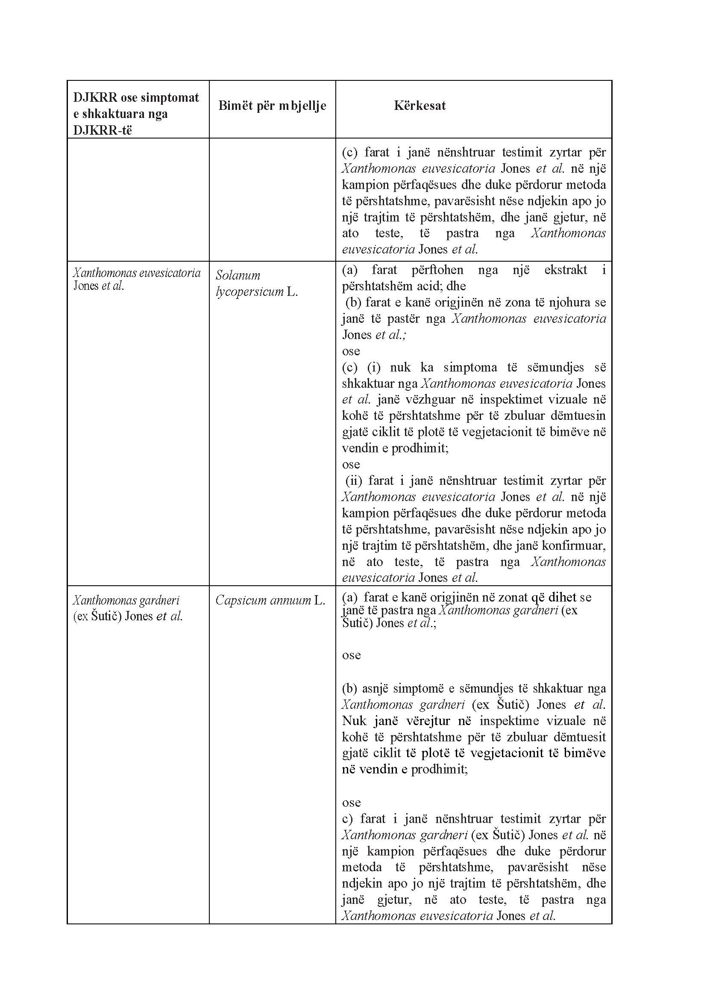 DJKRR ose simptomat
e shkaktuara nga
DJKRR-të
Bimët për mbjellje
Kërkesat
(c) farat i janë nënshtruar testimit zyrtar për
Xanthomonas euvesicatoria Jones et al. në një
kampion përfaqësues dhe duke përdorur metoda
të përshtatshme, pavarësisht nëse ndjekin apo jo
një trajtim të përshtatshëm, dhe janë gjetur, në
ato teste, të pastra nga Xanthomonas
euvesicatoria Jones et al.
Xanthomonas euvesicatoria
Jones et al.
Solanum
lycopersicum L.
(a) farat përftohen nga një ekstrakt i
përshtatshëm acid; dhe
(b) farat e kanë origjinën në zona të njohura se
janë të pastër nga Xanthomonas euvesicatoria
Jones et al.;
ose
(c) (i) nuk ka simptoma të sëmundjes së
shkaktuar nga Xanthomonas euvesicatoria Jones
et al. janë vëzhguar në inspektimet vizuale në
kohë të përshtatshme për të zbuluar dëmtuesin
gjatë ciklit të plotë të vegjetacionit të bimëve në
vendin e prodhimit;
ose
(ii) farat i janë nënshtruar testimit zyrtar për
Xanthomonas euvesicatoria Jones et al. në një
kampion përfaqësues dhe duke përdorur metoda
të përshtatshme, pavarësisht nëse ndjekin apo jo
një trajtim të përshtatshëm, dhe janë konfirmuar,
në ato teste, të pastra nga Xanthomonas
euvesicatoria Jones et al.
Xanthomonas gardneri
(ex Šutič) Jones et al.
Capsicum annuum L.
(a) farat e kanë origjinën në zonat që dihet se
janë të pastra nga Xanthomonas gardneri (ex
Šutič) Jones et al.;
ose
(b) asnjë simptomë e sëmundjes të shkaktuar nga
Xanthomonas gardneri (ex Šutič) Jones et al.
Nuk janë vërejtur në inspektime vizuale në
kohë të përshtatshme për të zbuluar dëmtuesit
gjatë ciklit të plotë të vegjetacionit të bimëve
në vendin e prodhimit;
ose
c) farat i janë nënshtruar testimit zyrtar për
Xanthomonas gardneri (ex Šutič) Jones et al. në
një kampion përfaqësues dhe duke përdorur
metoda të përshtatshme, pavarësisht nëse
ndjekin apo jo një trajtim të përshtatshëm, dhe
janë gjetur, në ato teste, të pastra nga
Xanthomonas euvesicatoria Jones et al.